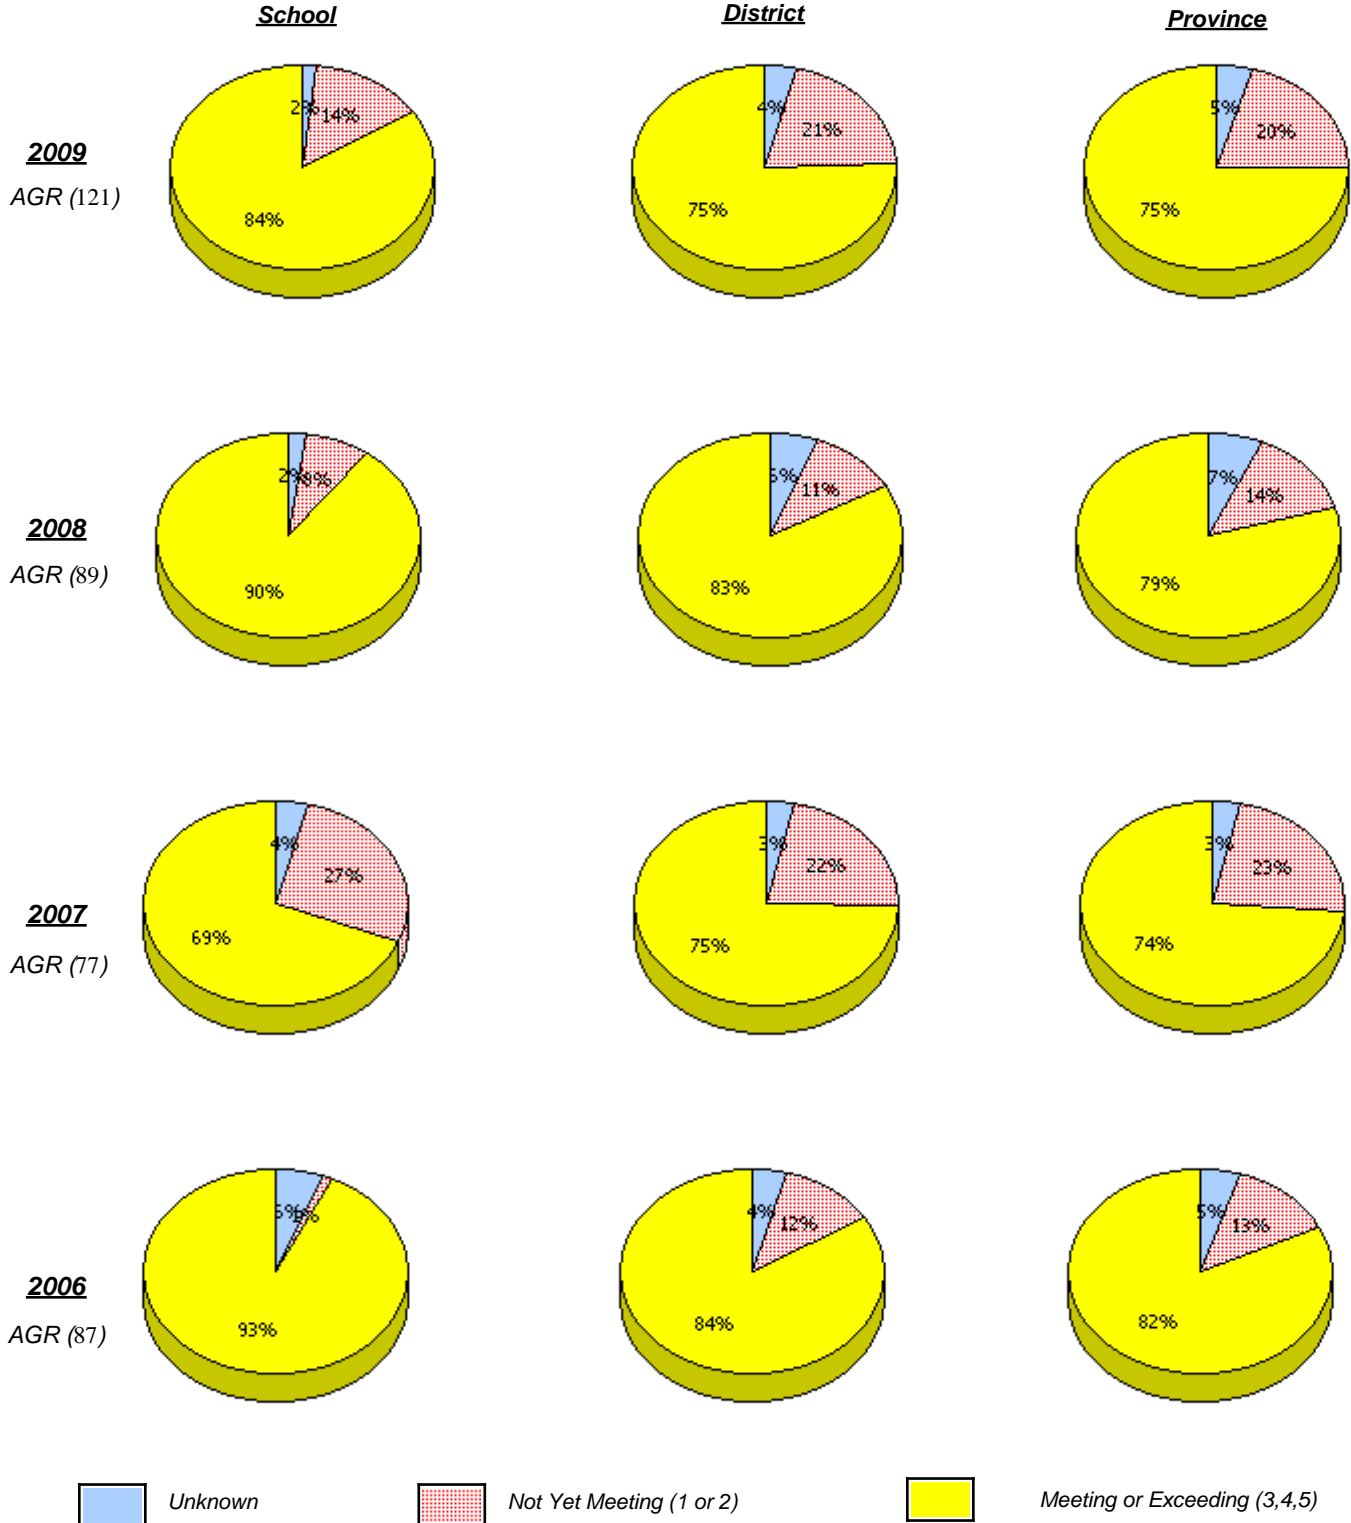 School District Province
2% 14% 84%
4% 21% 75%
5% 20% 75%
2009
AGR (121)
2% 8% 90%
11% 83%
7% 14% 79%
2008
AGR (89)
4% 27% 69%
3% 22% 75%
3% 23% 74%
2007
AGR (77)
93%
4% 12% 84%
5% 13% 82%
2006
AGR (87)
Unknown Not Yet Meeting (1 or 2) Meeting or Exceeding (3,4,5)